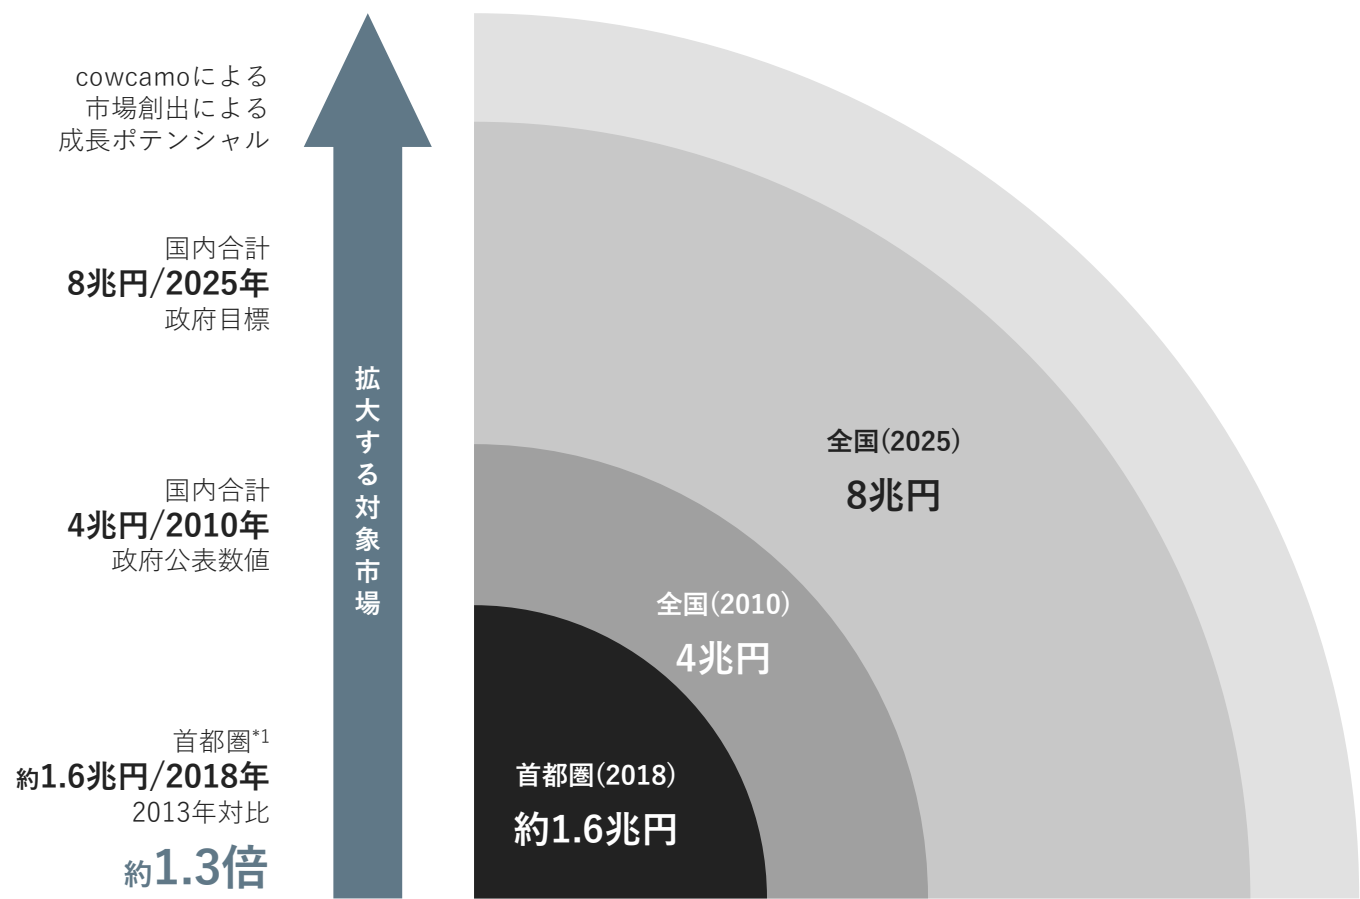 cowcamoによる
市場創出による
成長ポテンシャル
国内合計
8兆円/2025年
政府目標
国内合計
4兆円/2010年
政府公表数値
首都圏*1
約1.6兆円/2018年
2013年対比
約1.3倍
拡大する対象市場
全国(2025)
8兆円
全国(2010)
4兆円
首都圏(2018)
約1.6兆円